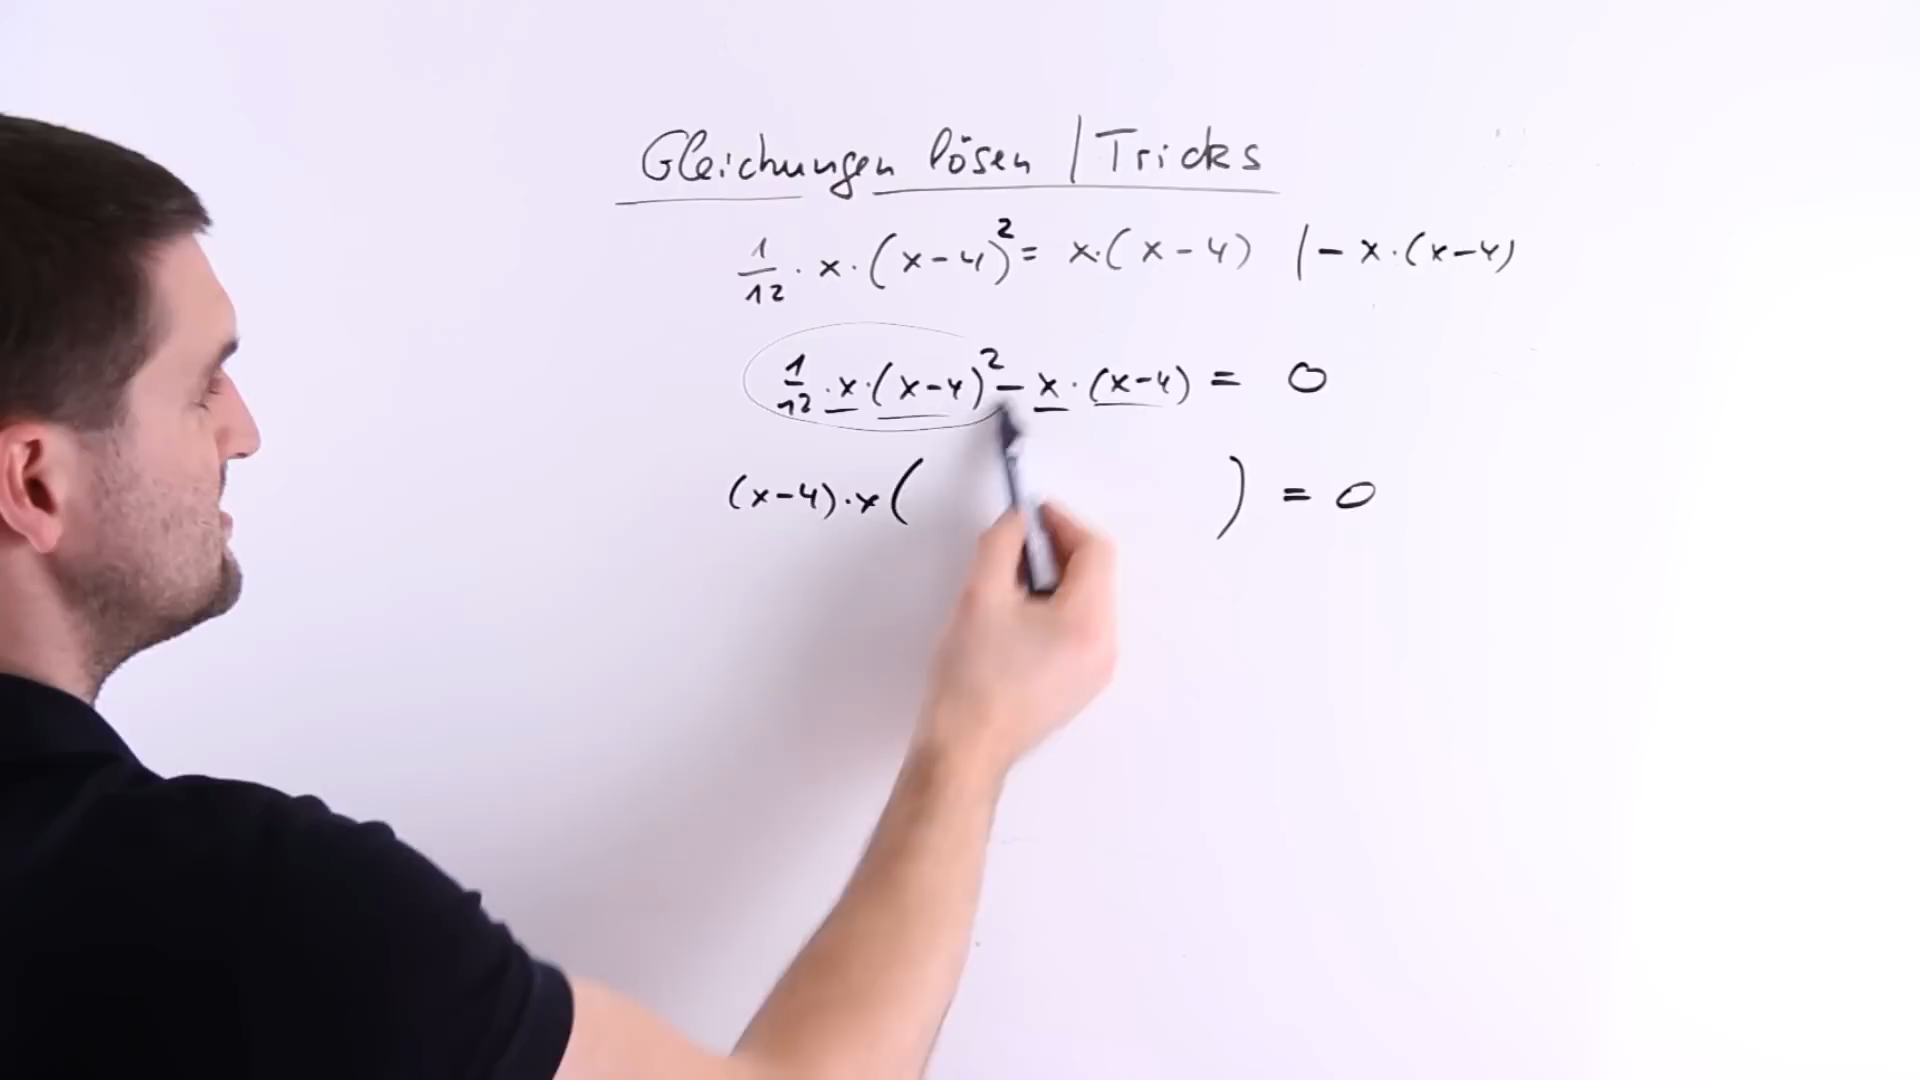 Gleichungen lösen / Tricks
1/12 · x · (x-4)² = x·(x-4) | - x·(x-4)
1/12 · x · (x-4)² - x · (x-4) = 0
(x-4)·x ( ) = 0